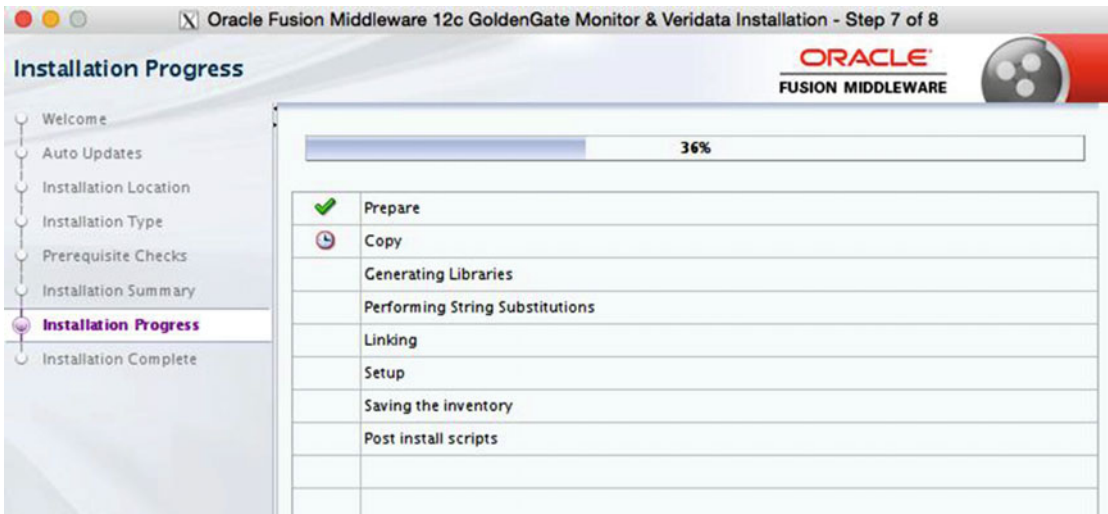 X Oracle Fusion Middleware 12c GoldenGate Monitor & Veridata Installation - Step 7 of 8
Installation Progress
ORACLE
FUSION MIDDLEWARE
Welcome
Auto Updates
Installation Location
Installation Type
Prerequisite Checks
Installation Summary
Installation Progress
Installation Complete
36%
Prepare
Copy
Generating Libraries
Performing String Substitutions
Linking
Setup
Saving the inventory
Post install scripts